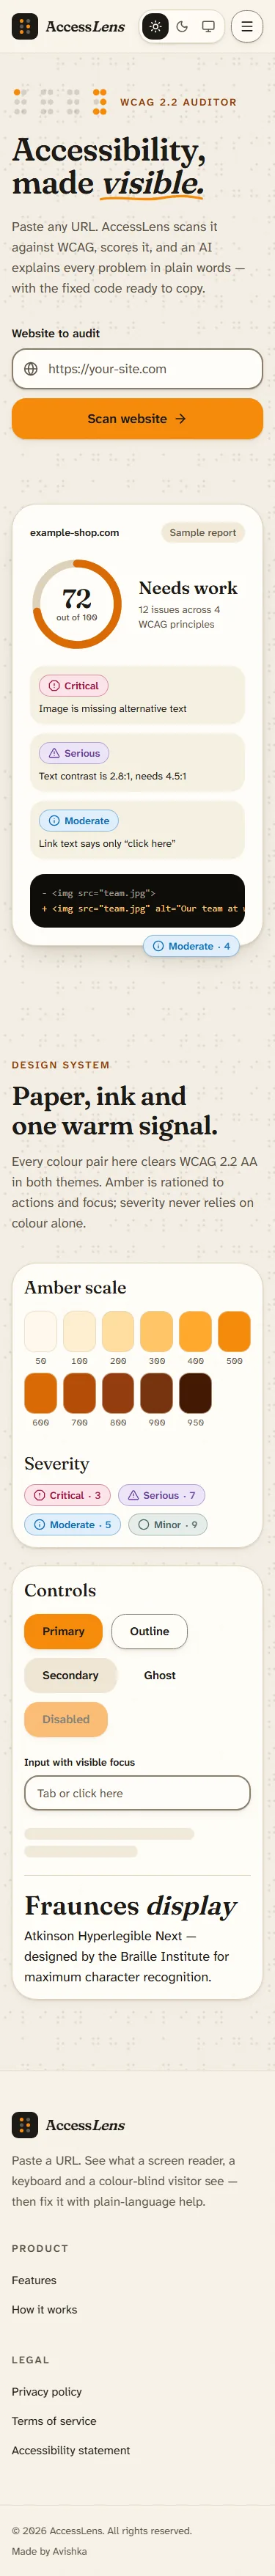 AccessLens
WCAG 2.2 AUDITOR
Accessibility,
made visible.
Paste any URL. AccessLens scans it
against WCAG, scores it, and an AI
explains every problem in plain words —
with the fixed code ready to copy.
Website to audit
https://your-site.com
Scan website →
example-shop.com
Sample report
72
out of 100
Needs work
12 issues across 4
WCAG principles
Critical
Image is missing alternative text
Serious
Text contrast is 2.8:1, needs 4.5:1
Moderate
Link text says only “click here”
- <img src="team.jpg">
+ <img src="team.jpg" alt="Our team at
Moderate · 4
DESIGN SYSTEM
Paper, ink and
one warm signal.
Every colour pair here clears WCAG 2.2 AA
in both themes. Amber is rationed to
actions and focus; severity never relies on
colour alone.
Amber scale
50 100 200 300 400 500
600 700 800 900 950
Severity
Critical · 3 Serious · 7
Moderate · 5 Minor · 9
Controls
Primary Outline
Secondary Ghost
Disabled
Input with visible focus
Tab or click here
Fraunces display
Atkinson Hyperlegible Next —
designed by the Braille Institute for
maximum character recognition.
AccessLens
Paste a URL. See what a screen reader, a
keyboard and a colour-blind visitor see —
then fix it with plain-language help.
PRODUCT
Features
How it works
LEGAL
Privacy policy
Terms of service
Accessibility statement
© 2026 AccessLens. All rights reserved.
Made by Avishka